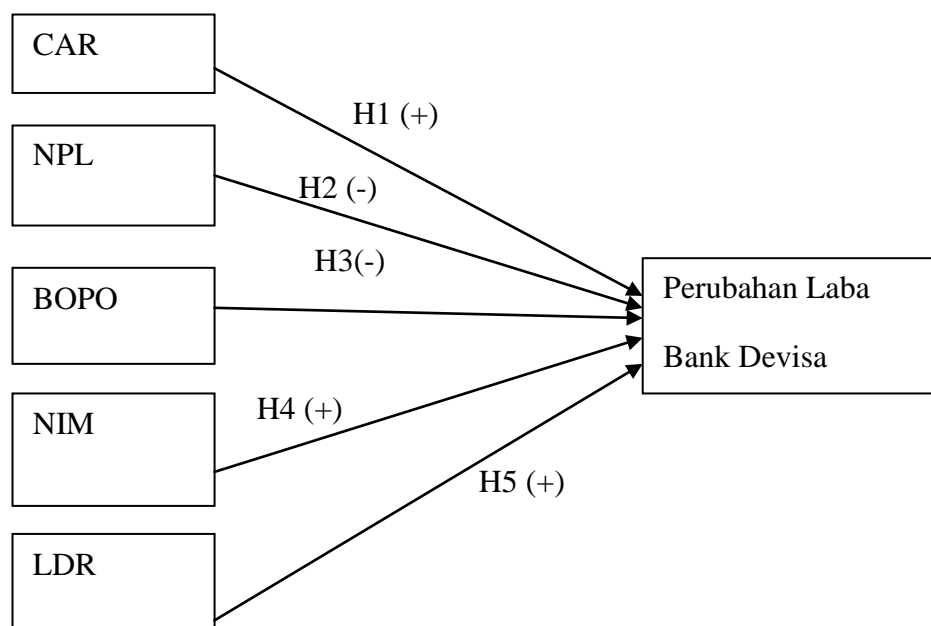 CAR
H1 (+)
NPL
H2 (-)
H3(-)
BOPO
Perubahan Laba
Bank Devisa
NIM
H4 (+)
H5 (+)
LDR